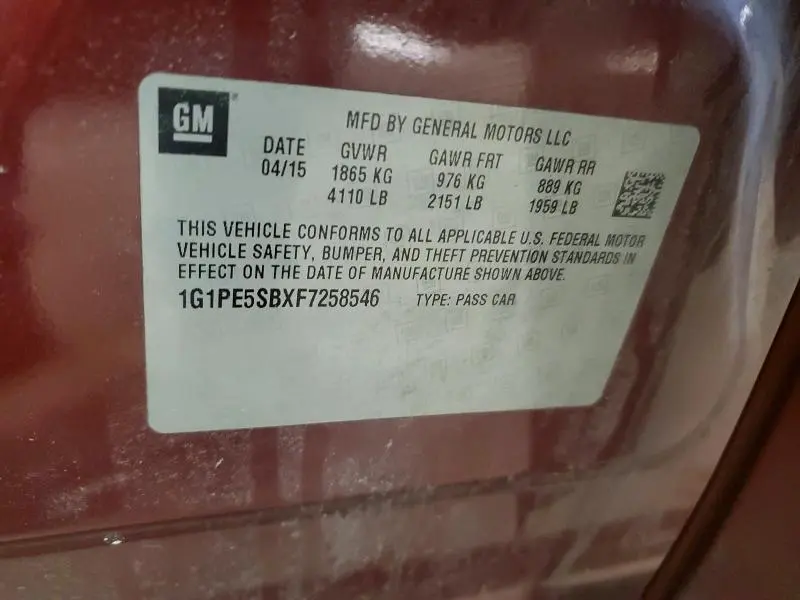 GM
MFD BY GENERAL MOTORS LLC
DATE GVWR GAWR FRT GAWR RR
04/15 1865 KG 976 KG 889 KG
4110 LB 2151 LB 1959 LB
THIS VEHICLE CONFORMS TO ALL APPLICABLE U.S. FEDERAL MOTOR
VEHICLE SAFETY, BUMPER, AND THEFT PREVENTION STANDARDS IN
EFFECT ON THE DATE OF MANUFACTURE SHOWN ABOVE.
1G1PE5SBXF7258546 TYPE: PASS CAR